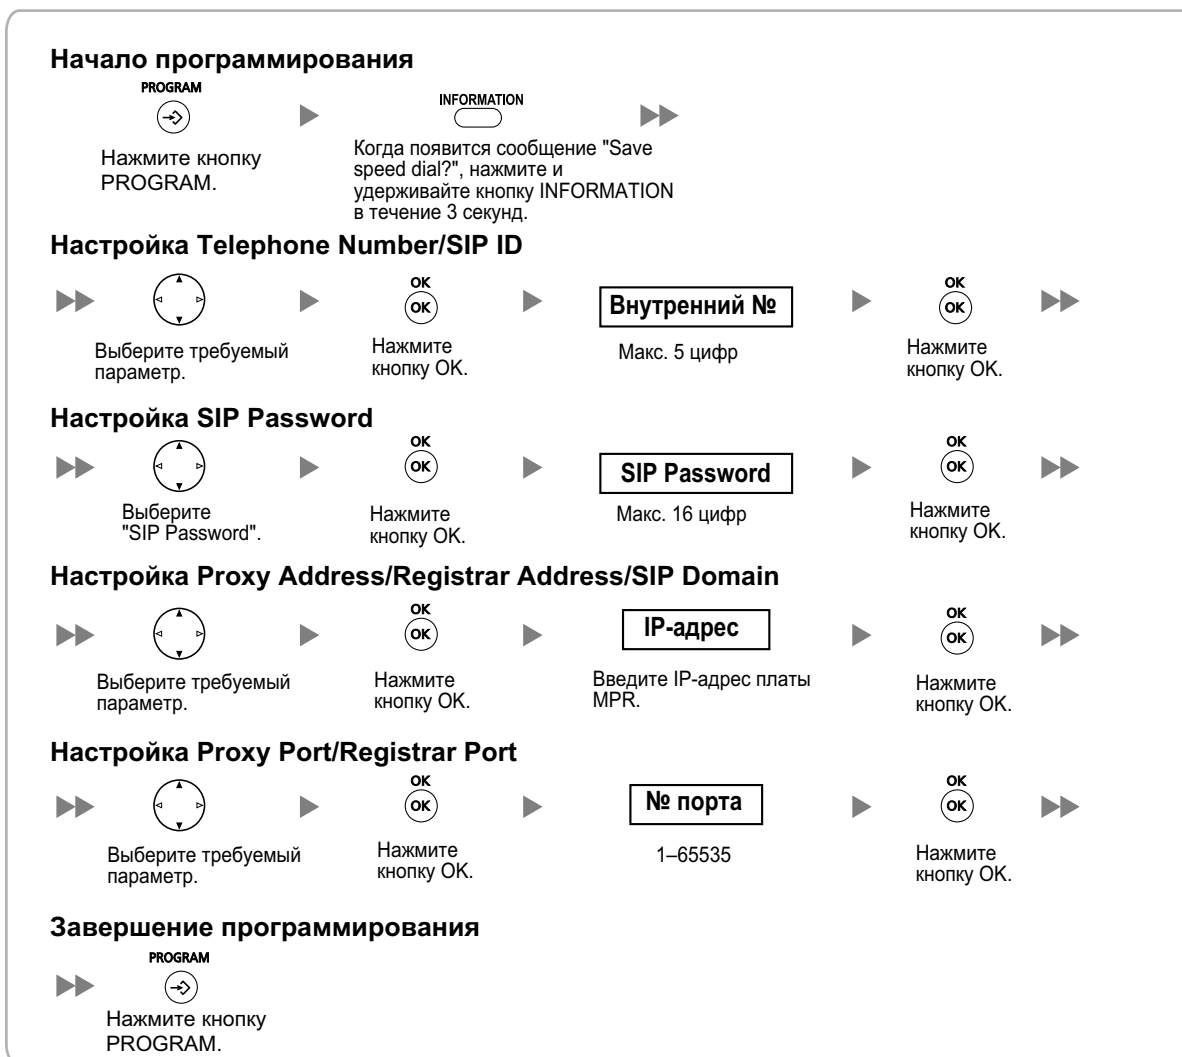 Начало программирования
PROGRAM
Нажмите кнопку
PROGRAM.
INFORMATION
Когда появится сообщение "Save
speed dial?", нажмите и
удерживайте кнопку INFORMATION
в течение 3 секунд.
Настройка Telephone Number/SIP ID
Выберите требуемый
параметр.
OK
OK
Нажмите
кнопку OK.
Внутренний №
Макс. 5 цифр
OK
OK
Нажмите
кнопку OK.
Настройка SIP Password
Выберите
"SIP Password".
OK
OK
Нажмите
кнопку OK.
SIP Password
Макс. 16 цифр
OK
OK
Нажмите
кнопку OK.
Настройка Proxy Address/Registrar Address/SIP Domain
Выберите требуемый
параметр.
OK
OK
Нажмите
кнопку OK.
IP-адрес
Введите IP-адрес платы
MPR.
OK
OK
Нажмите
кнопку OK.
Настройка Proxy Port/Registrar Port
Выберите требуемый
параметр.
OK
OK
Нажмите
кнопку OK.
№ порта
1–65535
OK
OK
Нажмите
кнопку OK.
Завершение программирования
PROGRAM
Нажмите кнопку
PROGRAM.